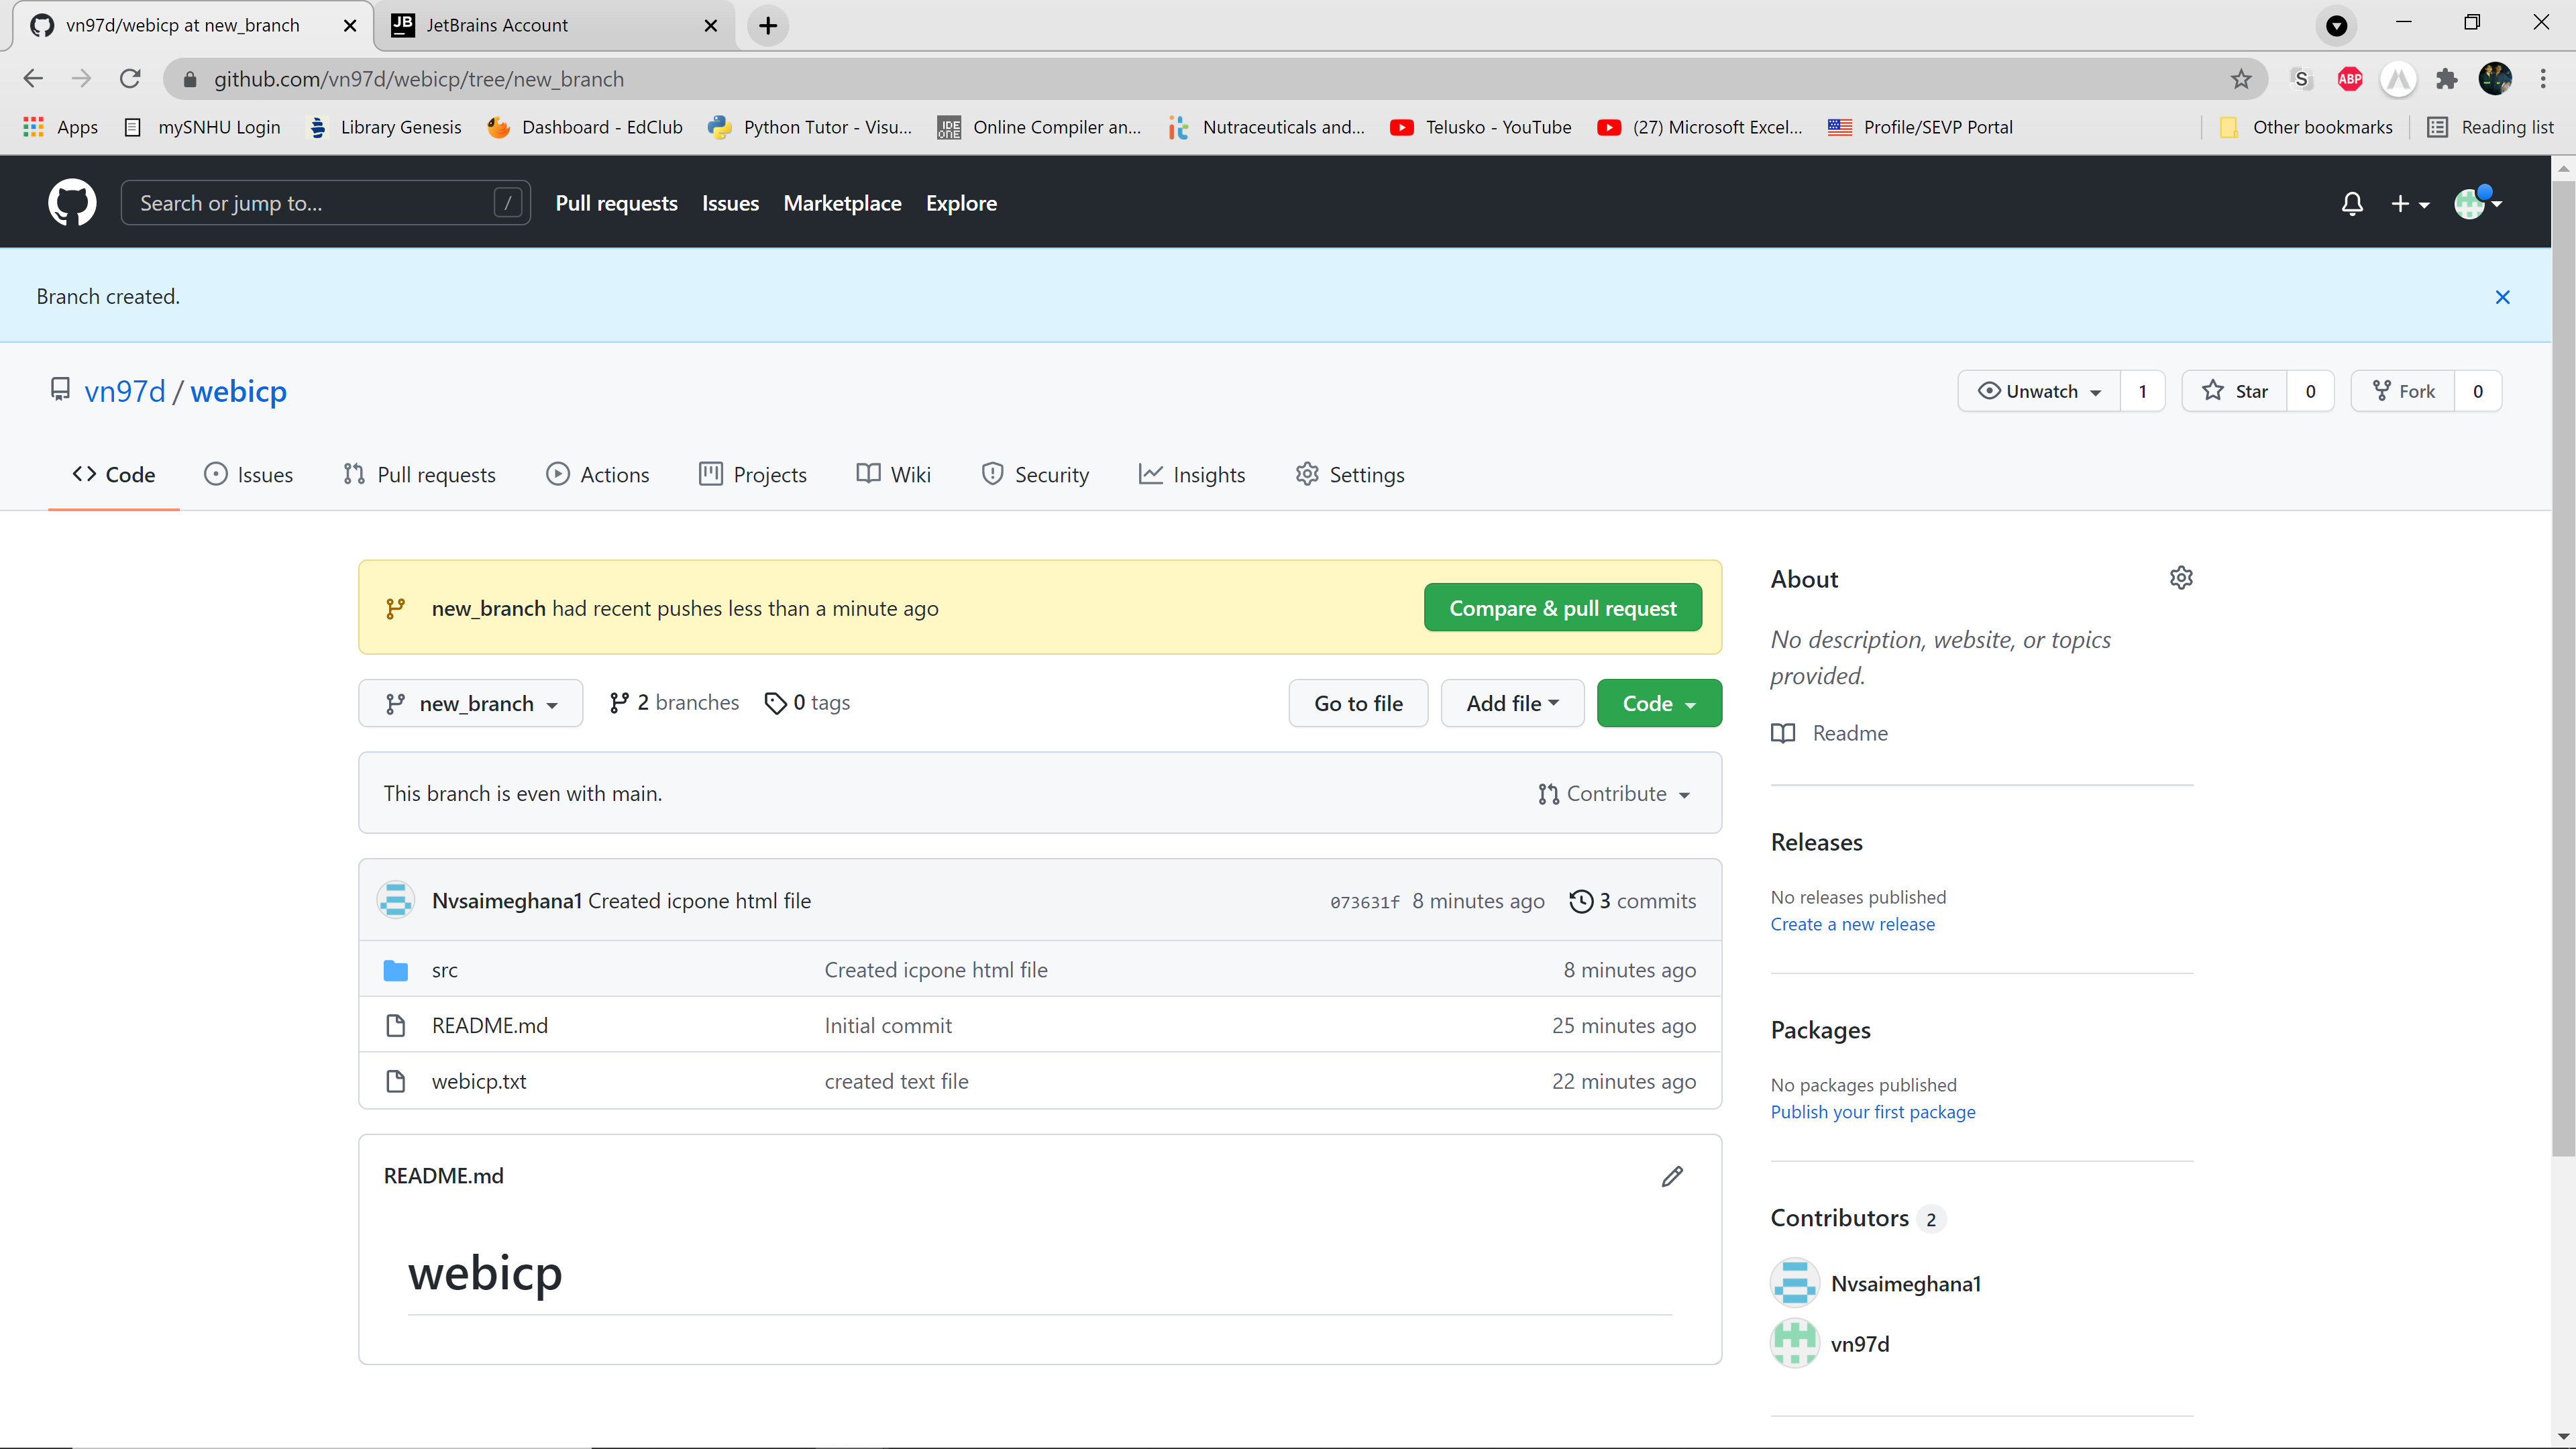 vn97d/webicp at new_branch
JetBrains Account
github.com/vn97d/webicp/tree/new_branch
Apps
mySNHU Login
Library Genesis
Dashboard - EdClub
Python Tutor - Visu...
Online Compiler an...
Nutraceuticals and...
Telusko - YouTube
(27) Microsoft Excel...
Profile/SEVP Portal
Other bookmarks
Reading list
Search or jump to... /
Pull requests
Issues
Marketplace
Explore
Branch created.
vn97d / webicp
Unwatch 1
Star 0
Fork 0
Code
Issues
Pull requests
Actions
Projects
Wiki
Security
Insights
Settings
new_branch had recent pushes less than a minute ago
Compare & pull request
new_branch
2 branches
0 tags
Go to file
Add file
Code
This branch is even with main.
Contribute
Nvsaimeghana1 Created icpone html file
073631f 8 minutes ago
3 commits
src Created icpone html file 8 minutes ago
README.md Initial commit 25 minutes ago
webicp.txt created text file 22 minutes ago
README.md
webicp
About
No description, website, or topics
provided.
Readme
Releases
No releases published
Create a new release
Packages
No packages published
Publish your first package
Contributors 2
Nvsaimeghana1
vn97d
ABP
S
JB
IDE
ONE